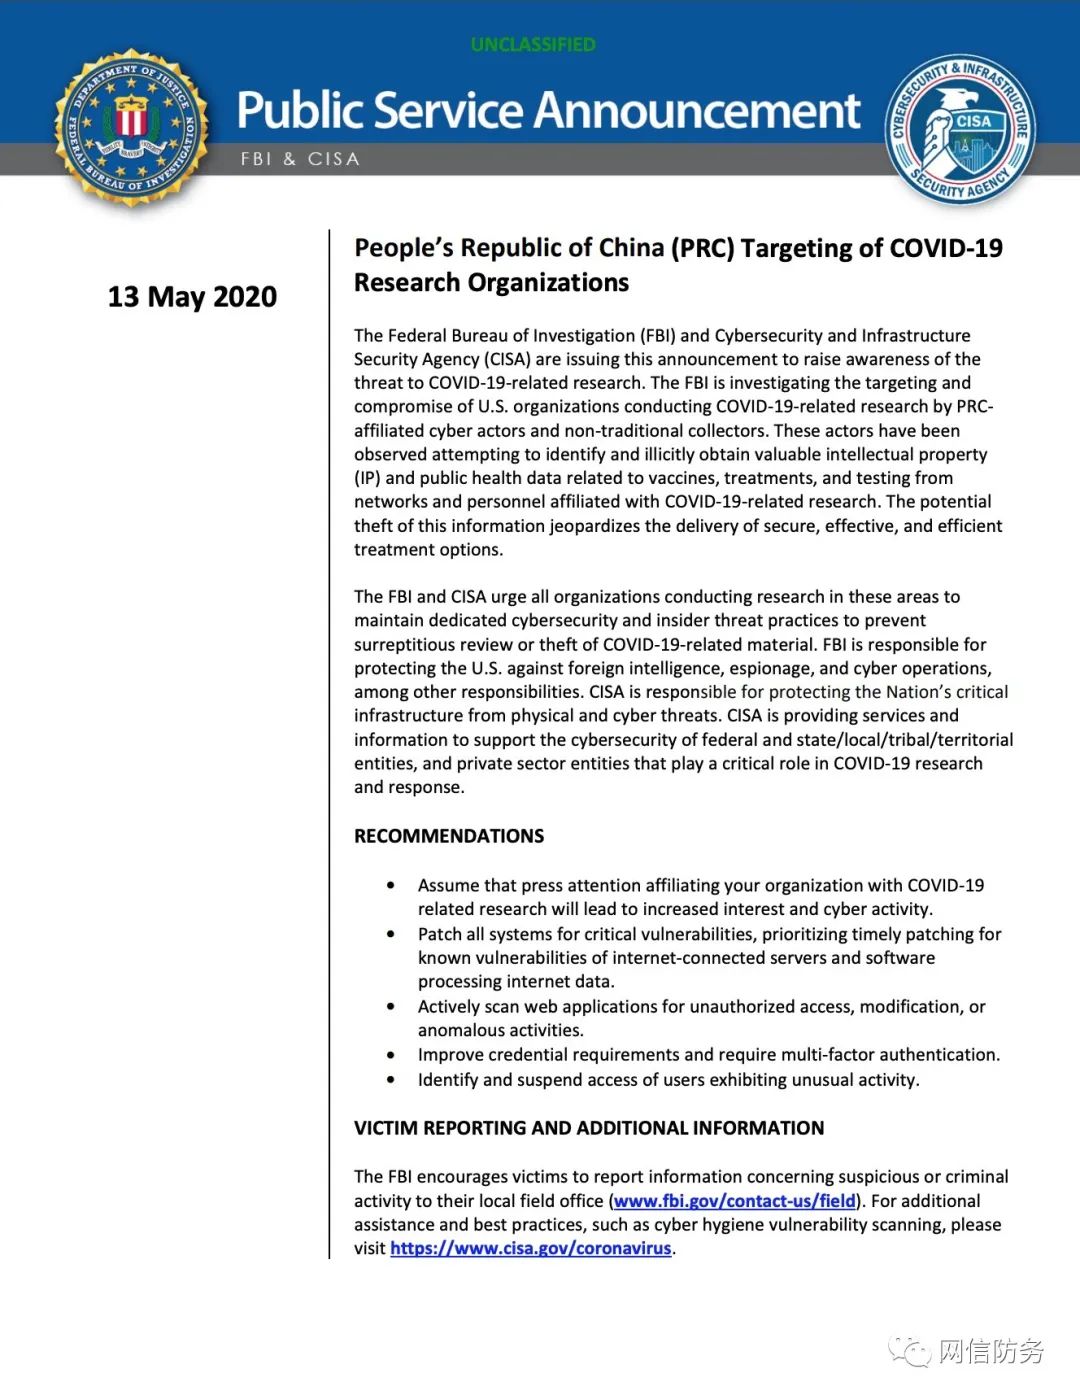 UNCLASSIFIED
DEPARTMENT OF JUSTICE
FEDERAL BUREAU OF INVESTIGATION
Public Service Announcement
FBI & CISA
CYBERSECURITY & INFRASTRUCTURE
CISA
SECURITY AGENCY
13 May 2020
People’s Republic of China (PRC) Targeting of COVID-19
Research Organizations
The Federal Bureau of Investigation (FBI) and Cybersecurity and Infrastructure
Security Agency (CISA) are issuing this announcement to raise awareness of the
threat to COVID-19-related research. The FBI is investigating the targeting and
compromise of U.S. organizations conducting COVID-19-related research by PRC-
affiliated cyber actors and non-traditional collectors. These actors have been
observed attempting to identify and illicitly obtain valuable intellectual property
(IP) and public health data related to vaccines, treatments, and testing from
networks and personnel affiliated with COVID-19-related research. The potential
theft of this information jeopardizes the delivery of secure, effective, and efficient
treatment options.
The FBI and CISA urge all organizations conducting research in these areas to
maintain dedicated cybersecurity and insider threat practices to prevent
surreptitious review or theft of COVID-19-related material. FBI is responsible for
protecting the U.S. against foreign intelligence, espionage, and cyber operations,
among other responsibilities. CISA is responsible for protecting the Nation’s critical
infrastructure from physical and cyber threats. CISA is providing services and
information to support the cybersecurity of federal and state/local/tribal/territorial
entities, and private sector entities that play a critical role in COVID-19 research
and response.
RECOMMENDATIONS
• Assume that press attention affiliating your organization with COVID-19
related research will lead to increased interest and cyber activity.
• Patch all systems for critical vulnerabilities, prioritizing timely patching for
known vulnerabilities of internet-connected servers and software
processing internet data.
• Actively scan web applications for unauthorized access, modification, or
anomalous activities.
• Improve credential requirements and require multi-factor authentication.
• Identify and suspend access of users exhibiting unusual activity.
VICTIM REPORTING AND ADDITIONAL INFORMATION
The FBI encourages victims to report information concerning suspicious or criminal
activity to their local field office (www.fbi.gov/contact-us/field). For additional
assistance and best practices, such as cyber hygiene vulnerability scanning, please
visit https://www.cisa.gov/coronavirus.
网信防务